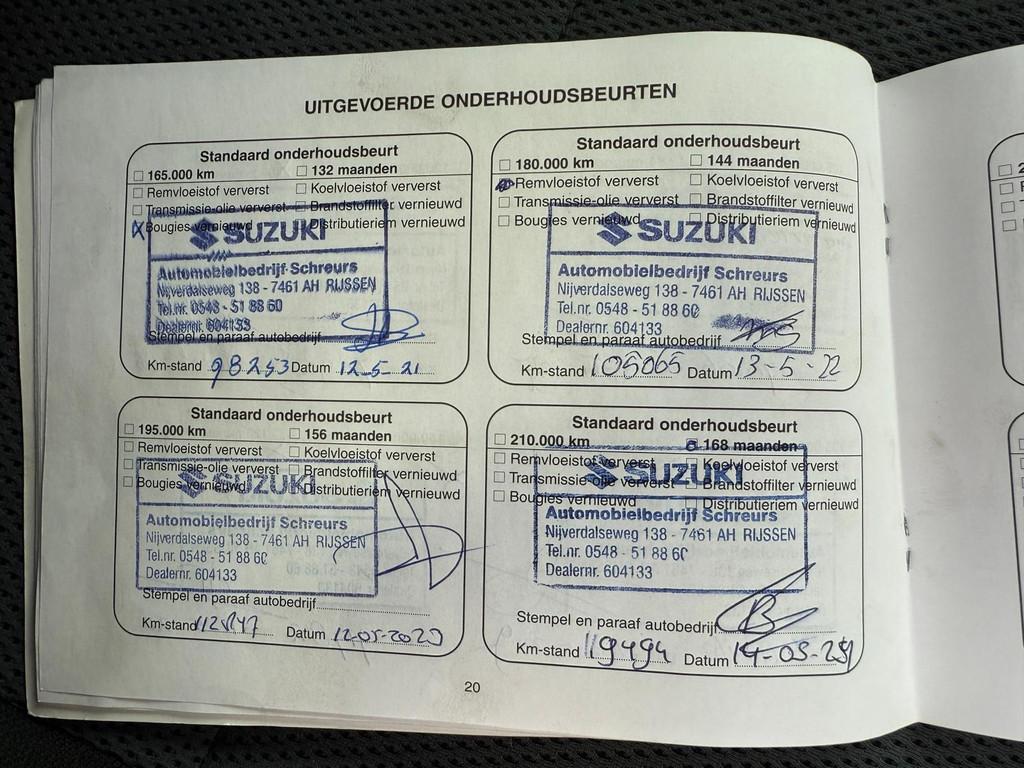 UITGEVOERDE ONDERHOUDSBEURTEN
Standaard onderhoudsbeurt
165.000 km 132 maanden
Remvloeistof ververst Koelvloeistof ververst
Transmissie-olie ververst Brandstoffilter vernieuwd
X Bougies vernieuwd Distributieriem vernieuwd
SUZUKI
Automobielbedrijf Schreurs
Nijverdalseweg 138 - 7461 AH RIJSSEN
Tel.nr. 0548 - 51 88 60
Dealernr. 604133
Stempel en paraaf autobedrijf
Km-stand 98253 Datum 12-5-21
Standaard onderhoudsbeurt
180.000 km 144 maanden
Remvloeistof ververst Koelvloeistof ververst
Transmissie-olie ververst Brandstoffilter vernieuwd
Bougies vernieuwd Distributieriem vernieuwd
SUZUKI
Automobielbedrijf Schreurs
Nijverdalseweg 138 - 7461 AH RIJSSEN
Tel.nr. 0548 - 51 88 60
Dealernr. 604133
Stempel en paraaf autobedrijf
Km-stand 105065 Datum 13-5-22
Standaard onderhoudsbeurt
195.000 km 156 maanden
Remvloeistof ververst Koelvloeistof ververst
Transmissie-olie ververst Brandstoffilter vernieuwd
Bougies vernieuwd Distributieriem vernieuwd
SUZUKI
Automobielbedrijf Schreurs
Nijverdalseweg 138 - 7461 AH RIJSSEN
Tel.nr. 0548 - 51 88 60
Dealernr. 604133
Stempel en paraaf autobedrijf
Km-stand Datum 12-05-2023
Standaard onderhoudsbeurt
210.000 km 168 maanden
Remvloeistof ververst Koelvloeistof ververst
Transmissie-olie ververst Brandstoffilter vernieuwd
Bougies vernieuwd Distributieriem vernieuwd
SUZUKI
Automobielbedrijf Schreurs
Nijverdalseweg 138 - 7461 AH RIJSSEN
Tel.nr. 0548 - 51 88 60
Dealernr. 604133
Stempel en paraaf autobedrijf
Km-stand 119494 Datum
20